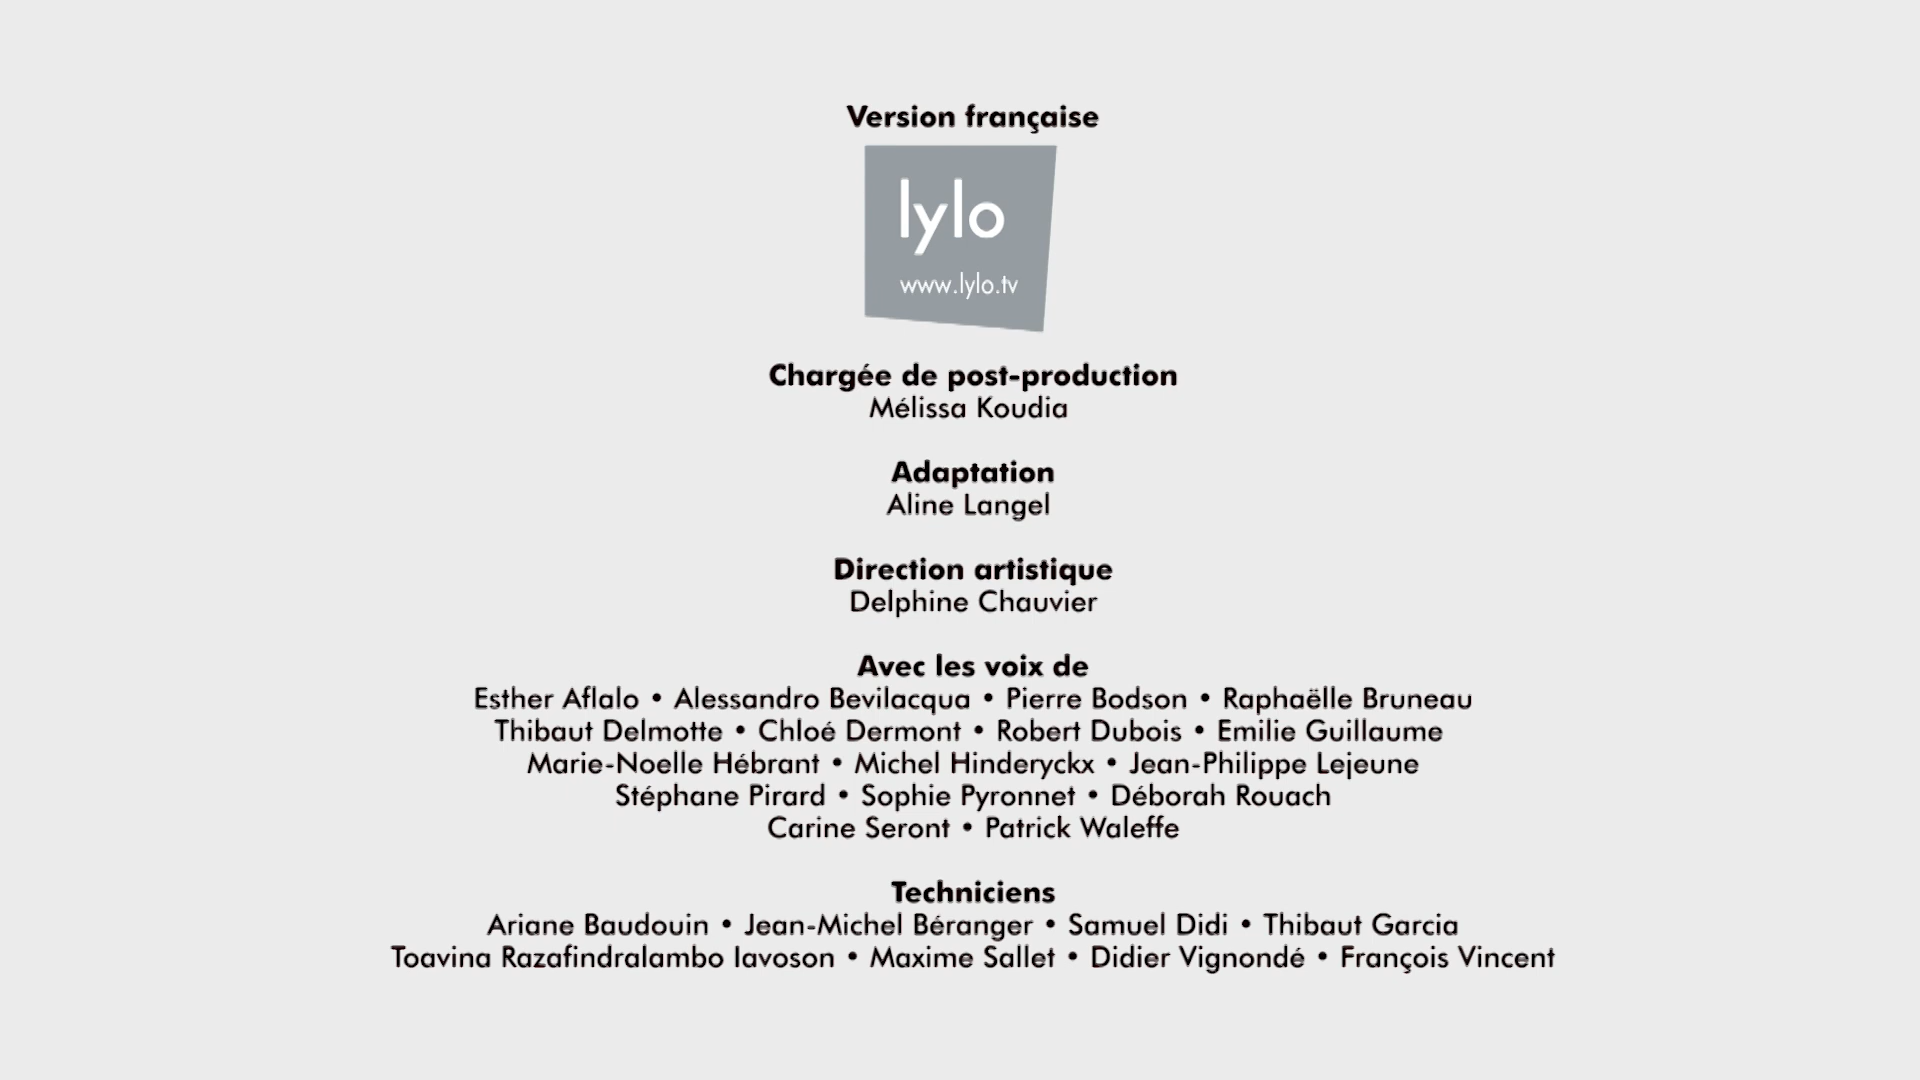 Version française
lylo
www.lylo.tv
Chargée de post-production
Mélissa Koudia
Adaptation
Aline Langel
Direction artistique
Delphine Chauvier
Avec les voix de
Esther Aflalo • Alessandro Bevilacqua • Pierre Bodson • Raphaëlle Bruneau
Thibaut Delmotte • Chloé Dermont • Robert Dubois • Emilie Guillaume
Marie-Noelle Hébrant • Michel Hinderyckx • Jean-Philippe Lejeune
Stéphane Pirard • Sophie Pyronnet • Déborah Rouach
Carine Seront • Patrick Waleffe
Techniciens
Ariane Baudouin • Jean-Michel Béranger • Samuel Didi • Thibaut Garcia
Toavina Razafindralambo Iavoson • Maxime Sallet • Didier Vignondé • François Vincent